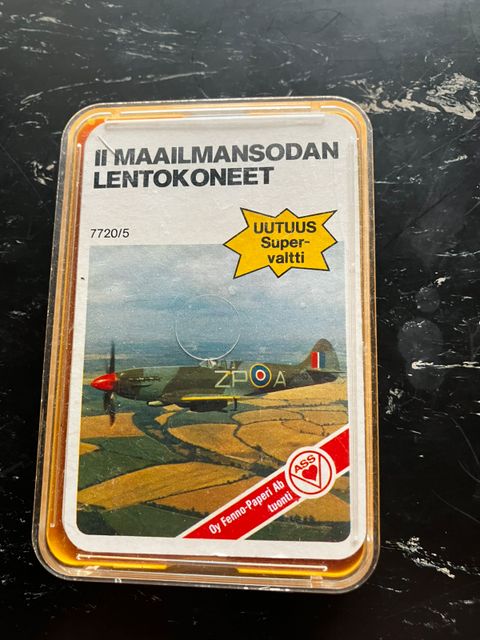 II MAAILMANSODAN
LENTOKONEET
7720/5
UUTUUS
Super-
valtti
ZP A
ASS
Oy Fenno-Paperi Ab
tuonti